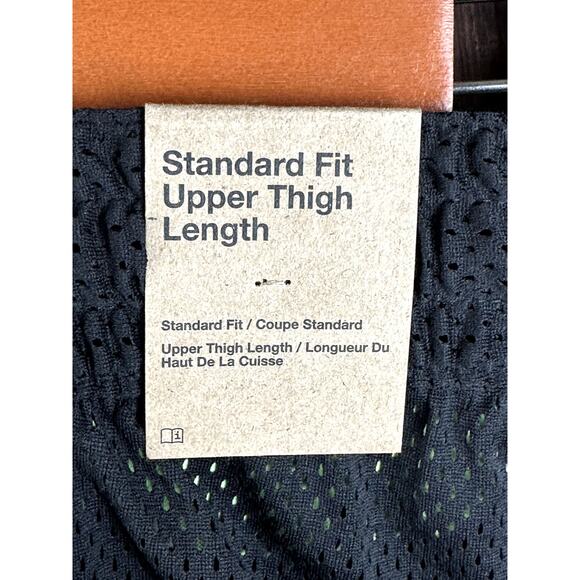 Standard Fit
Upper Thigh
Length
Standard Fit / Coupe Standard
Upper Thigh Length / Longueur Du
Haut De La Cuisse